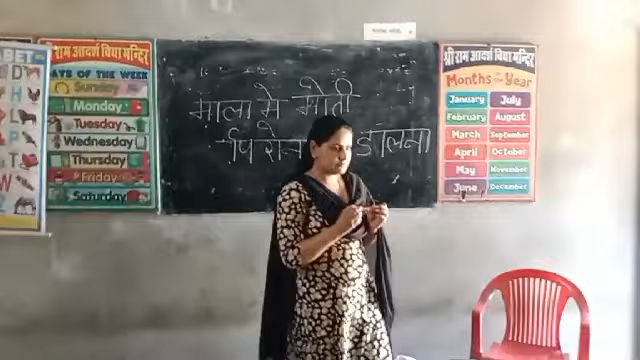 ABET
D
H
L
P
T
W
श्री राम आदर्श विद्या मन्दिर
DAYS OF THE WEEK
Sunday
Monday
Tuesday
Wednesday
Thursday
Friday
Saturday
माला मे मोती
डालना
श्री राम आदर्श विद्या मन्दिर
Months of the Year
January July
February August
March September
April October
May November
June December